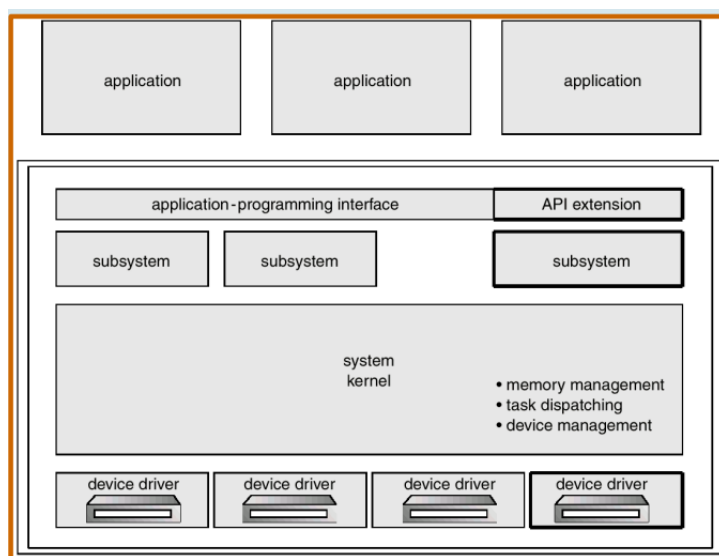 application
application
application
application-programming interface
API extension
subsystem
subsystem
subsystem
system
kernel
• memory management
• task dispatching
• device management
device driver
device driver
device driver
device driver